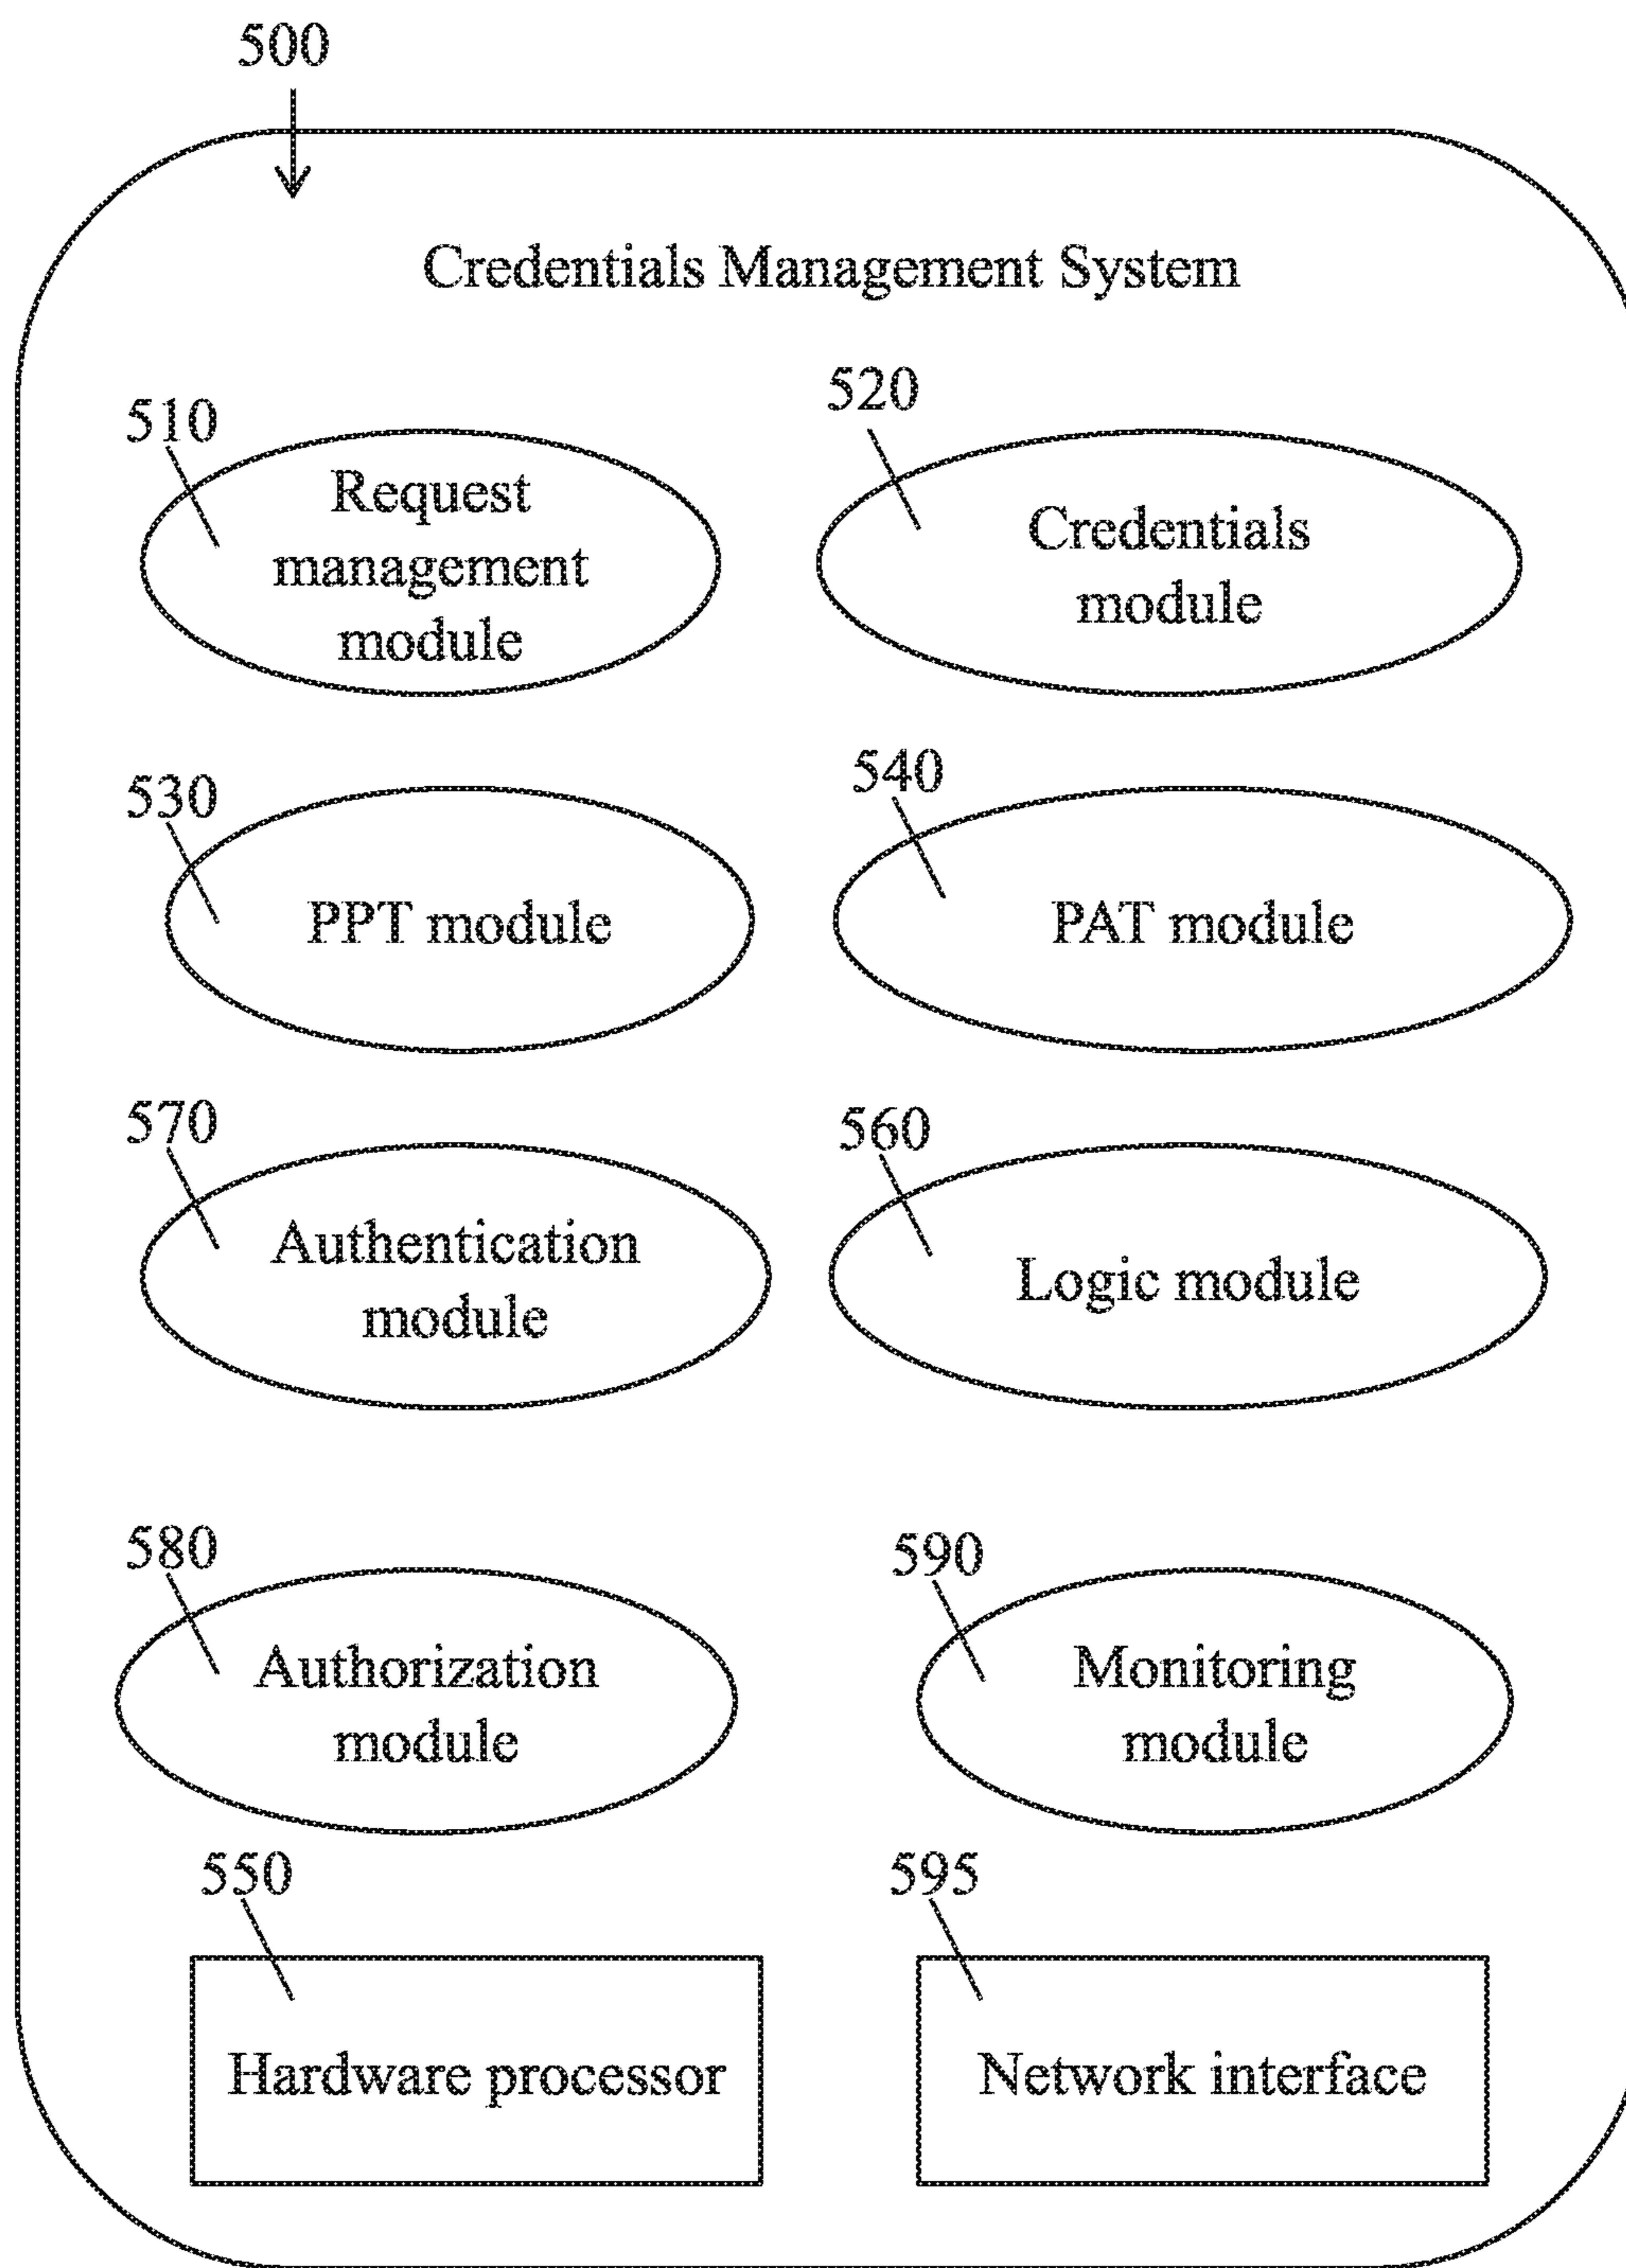 500
Credentials Management System
510
Request
management
module
520
Credentials
module
530
PPT module
540
PAT module
570
Authentication
module
560
Logic module
580
Authorization
module
590
Monitoring
module
550
Hardware processor
595
Network interface